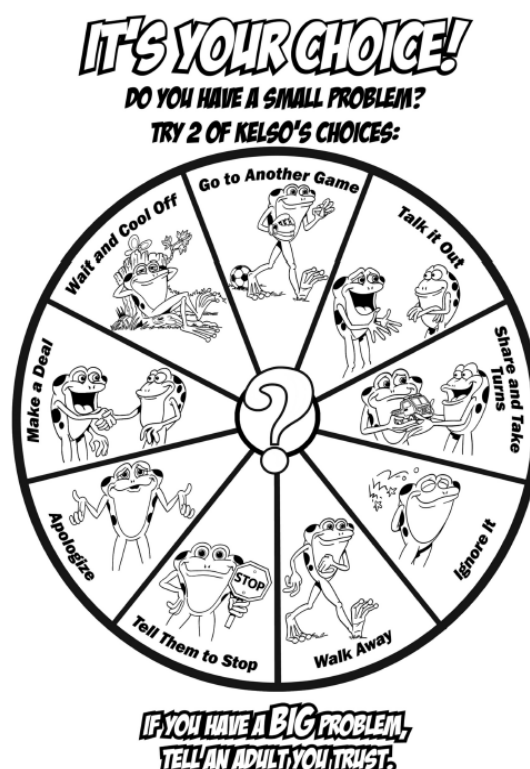 IT'S YOUR CHOICE!
DO YOU HAVE A SMALL PROBLEM?
TRY 2 OF KELSO'S CHOICES:
Go to Another Game
Talk it Out
Share and Take
Turns
Ignore It
Walk Away
Tell Them to Stop
STOP
Apologize
Make a Deal
Wait and Cool Off
?
IF YOU HAVE A BIG PROBLEM,
TELL AN ADULT YOU TRUST.